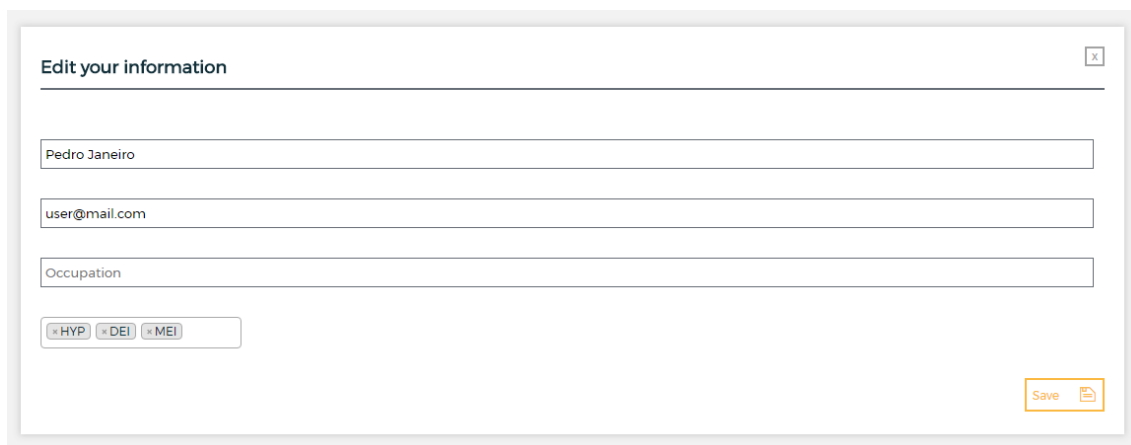 Edit your information
x
Pedro Janeiro
user@mail.com
Occupation
×HYP ×DEI ×MEI
Save